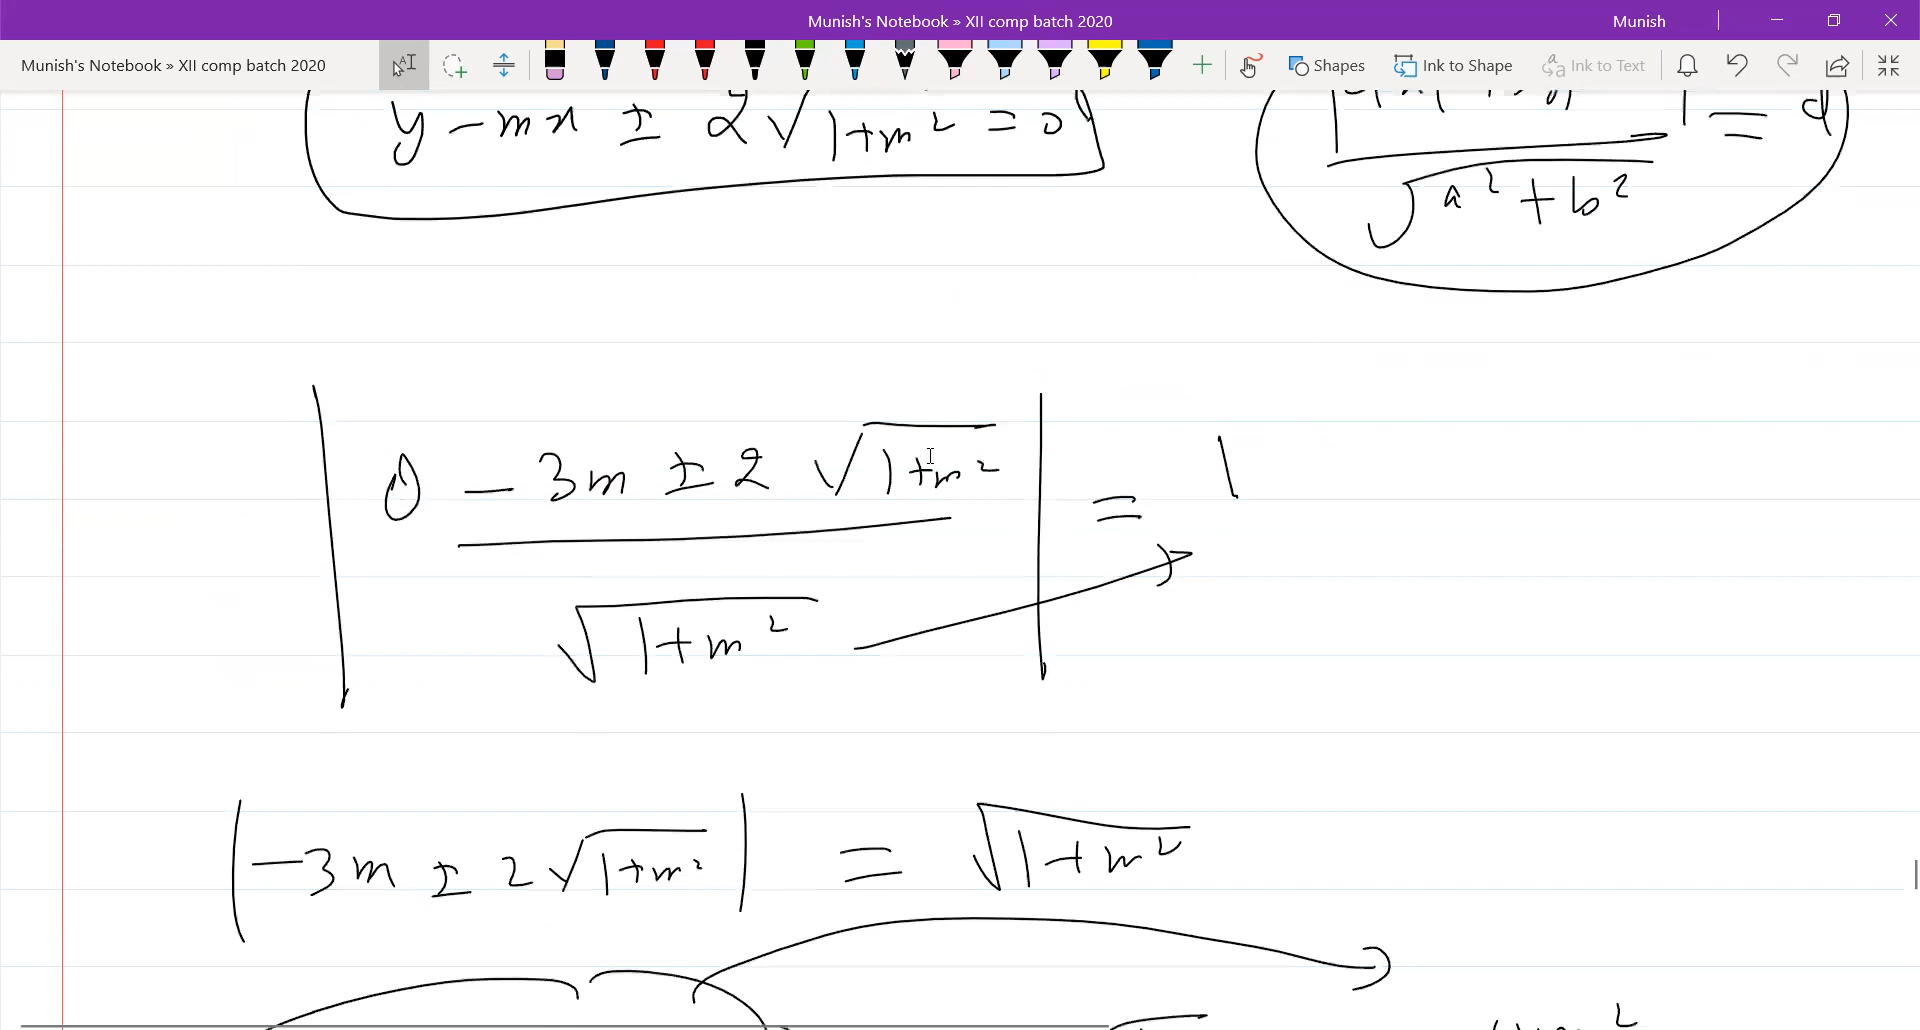 Munish's Notebook » XII comp batch 2020
Munish
Munish's Notebook » XII comp batch 2020
Shapes
Ink to Shape
Ink to Text
y - mx ± 2√(1+m²) = 0
= d
√(a² + b²)
| (0 - 3m ± 2√(1+m²)) / √(1+m²) | = 1
|-3m ± 2√(1+m²)| = √(1+m²)